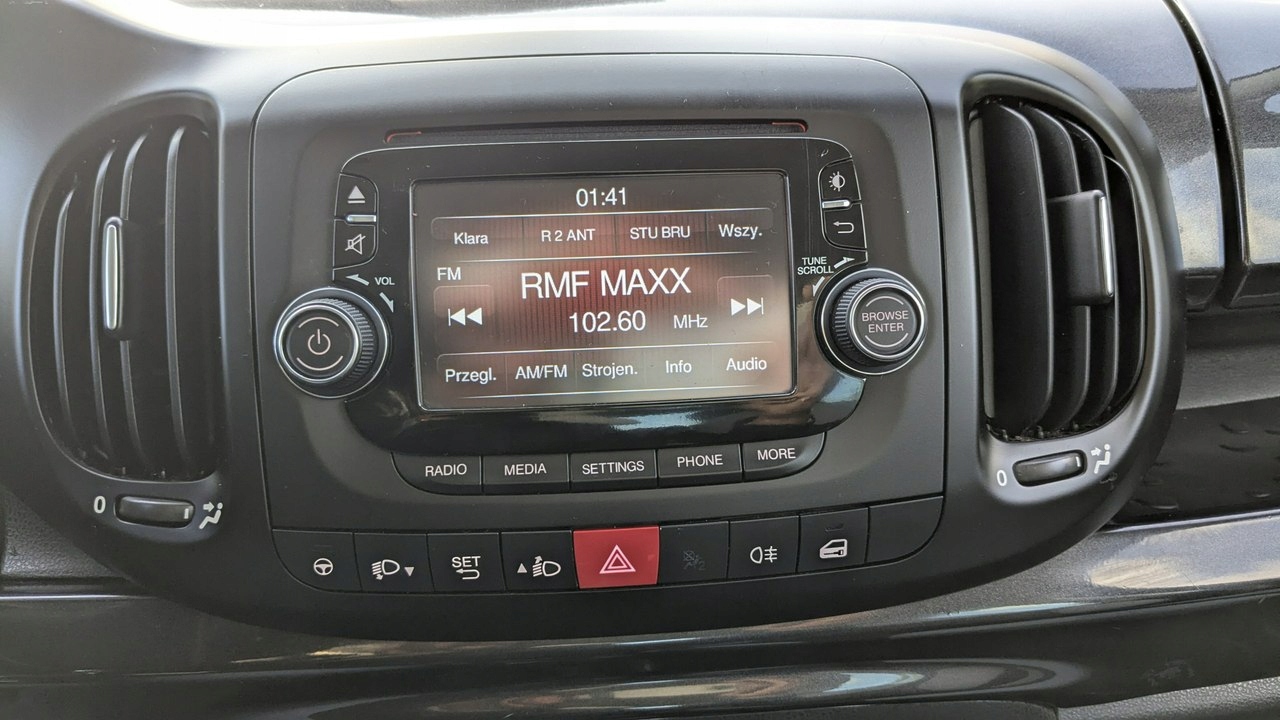 01:41
Klara R 2 ANT STU BRU Wszy.
FM
RMF MAXX
102.60 MHz
Przegl. AM/FM Strojen. Info Audio
VOL
TUNE
SCROLL
BROWSE
ENTER
RADIO MEDIA SETTINGS PHONE MORE
0
0
SET